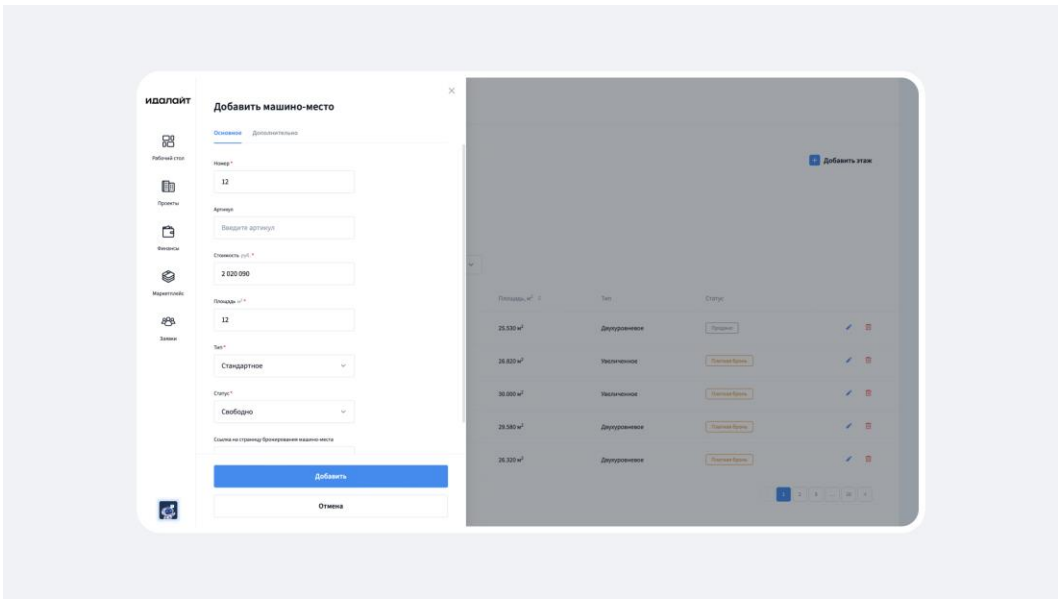 идалайт
Рабочий стол
Проекты
Финансы
Маркетплейс
Заявки
Добавить машино-место
Основное Дополнительно
Номер *
12
Артикул
Введите артикул
Стоимость руб. *
2 020 090
Площадь м² *
12
Тип *
Стандартное
Статус *
Свободно
Ссылка на страницу бронирования машино-места
Добавить
Отмена
Добавить этаж
Площадь, м² Тип Статус
25.530 м² Двухуровневое Продано
26.820 м² Увеличенное Платная бронь
30.000 м² Увеличенное Платная бронь
29.580 м² Двухуровневое Платная бронь
26.320 м² Двухуровневое Платная бронь
1 2 3 ... 20